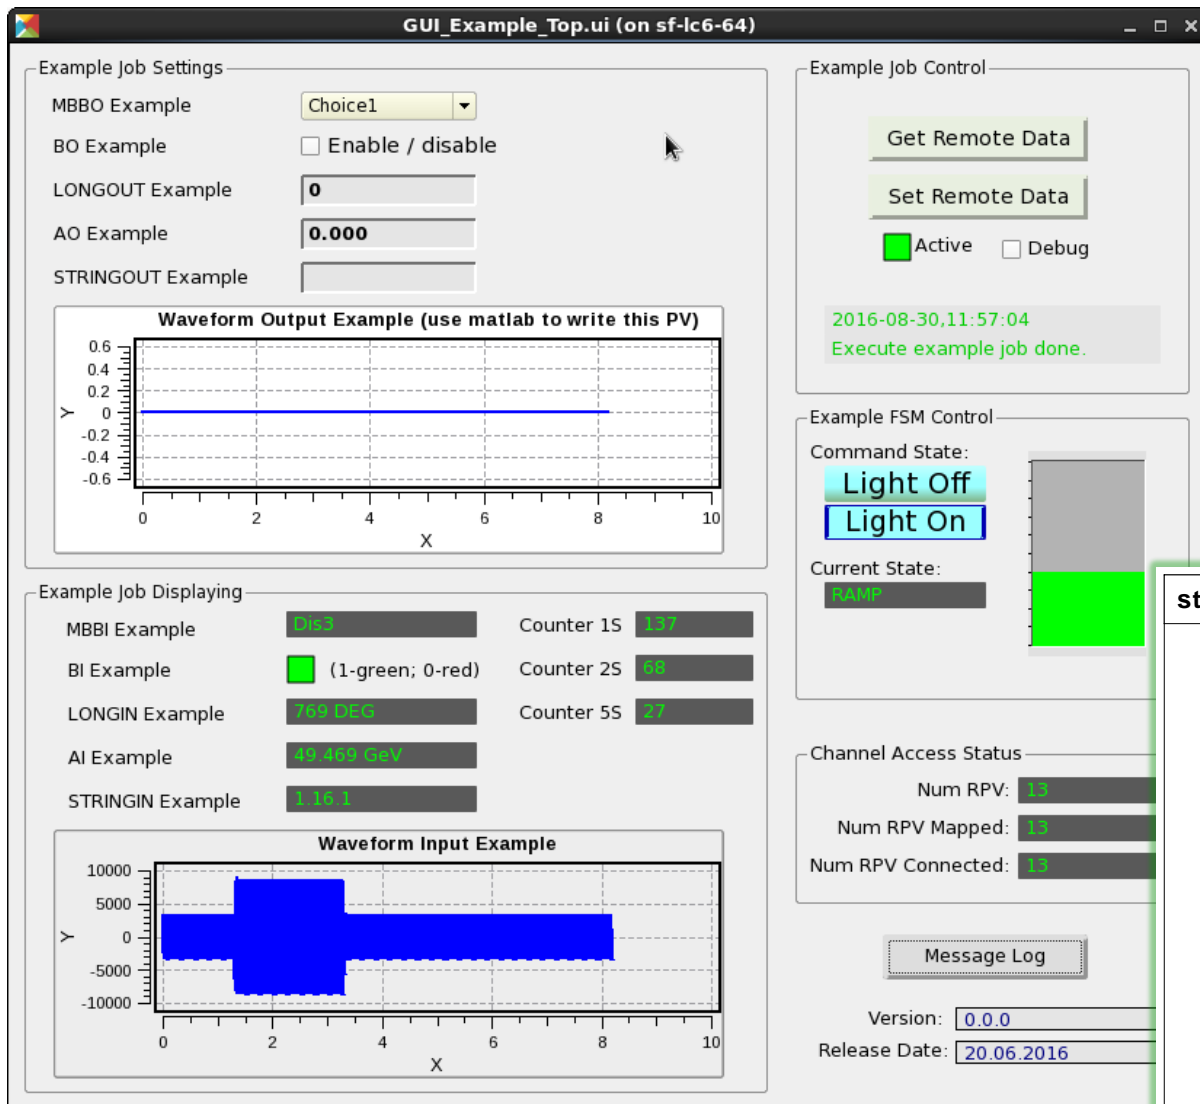 GUI_Example_Top.ui (on sf-lc6-64)
Example Job Settings
MBBO Example Choice1
BO Example Enable / disable
LONGOUT Example 0
AO Example 0.000
STRINGOUT Example
Waveform Output Example (use matlab to write this PV)
0.6
0.4
0.2
0
-0.2
-0.4
-0.6
Y
0 2 4 6 8 10
X
Example Job Displaying
MBBI Example Dis3
BI Example (1-green; 0-red)
LONGIN Example 769 DEG
AI Example 49.469 GeV
STRINGIN Example 1.16.1
Counter 1S 137
Counter 2S 68
Counter 5S 27
Waveform Input Example
10000
5000
0
-5000
-10000
Y
0 2 4 6 8 10
X
Example Job Control
Get Remote Data
Set Remote Data
Active Debug
2016-08-30,11:57:04
Execute example job done.
Example FSM Control
Command State:
Light Off
Light On
Current State:
RAMP
Channel Access Status
Num RPV: 13
Num RPV Mapped: 13
Num RPV Connected: 13
Message Log
Version: 0.0.0
Release Date: 20.06.2016
st